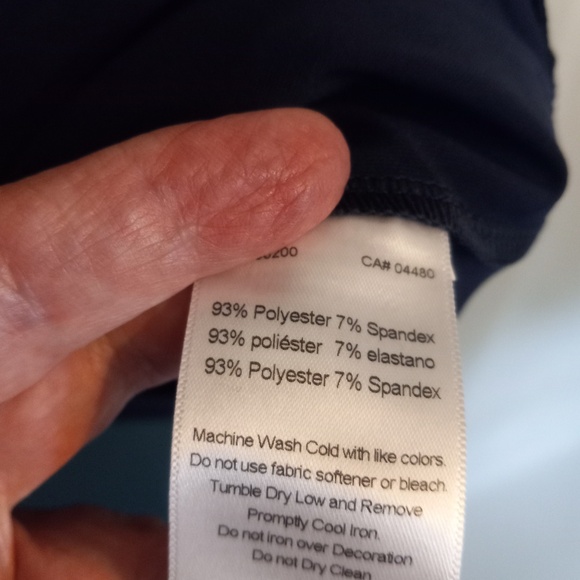 CA# 04480
93% Polyester 7% Spandex
93% poliéster 7% elastano
93% Polyester 7% Spandex
Machine Wash Cold with like colors.
Do not use fabric softener or bleach.
Tumble Dry Low and Remove
Promptly Cool Iron.
Do not iron over Decoration
Do not Dry Clean